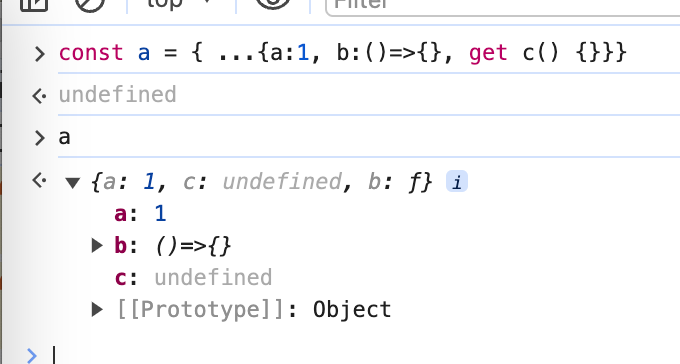 top
Filter
const a = { ...{a:1, b:()=>{}, get c() {}}}
undefined
a
{a: 1, c: undefined, b: ƒ} i
a: 1
b: ()=>{}
c: undefined
[[Prototype]]: Object